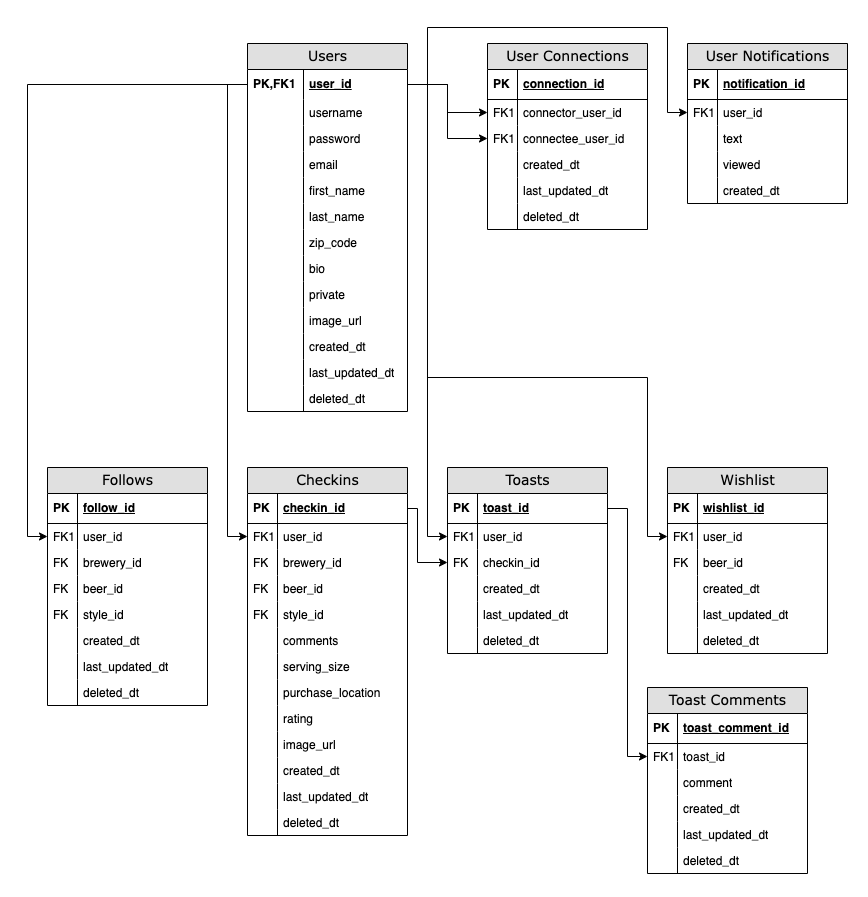 Users
PK,FK1 user_id
username
password
email
first_name
last_name
zip_code
bio
private
image_url
created_dt
last_updated_dt
deleted_dt
User Connections
PK connection_id
FK1 connector_user_id
FK1 connectee_user_id
created_dt
last_updated_dt
deleted_dt
User Notifications
PK notification_id
FK1 user_id
text
viewed
created_dt
Follows
PK follow_id
FK1 user_id
FK brewery_id
FK beer_id
FK style_id
created_dt
last_updated_dt
deleted_dt
Checkins
PK checkin_id
FK1 user_id
FK brewery_id
FK beer_id
FK style_id
comments
serving_size
purchase_location
rating
image_url
created_dt
last_updated_dt
deleted_dt
Toasts
PK toast_id
FK1 user_id
FK checkin_id
created_dt
last_updated_dt
deleted_dt
Wishlist
PK wishlist_id
FK1 user_id
FK beer_id
created_dt
last_updated_dt
deleted_dt
Toast Comments
PK toast_comment_id
FK1 toast_id
comment
created_dt
last_updated_dt
deleted_dt